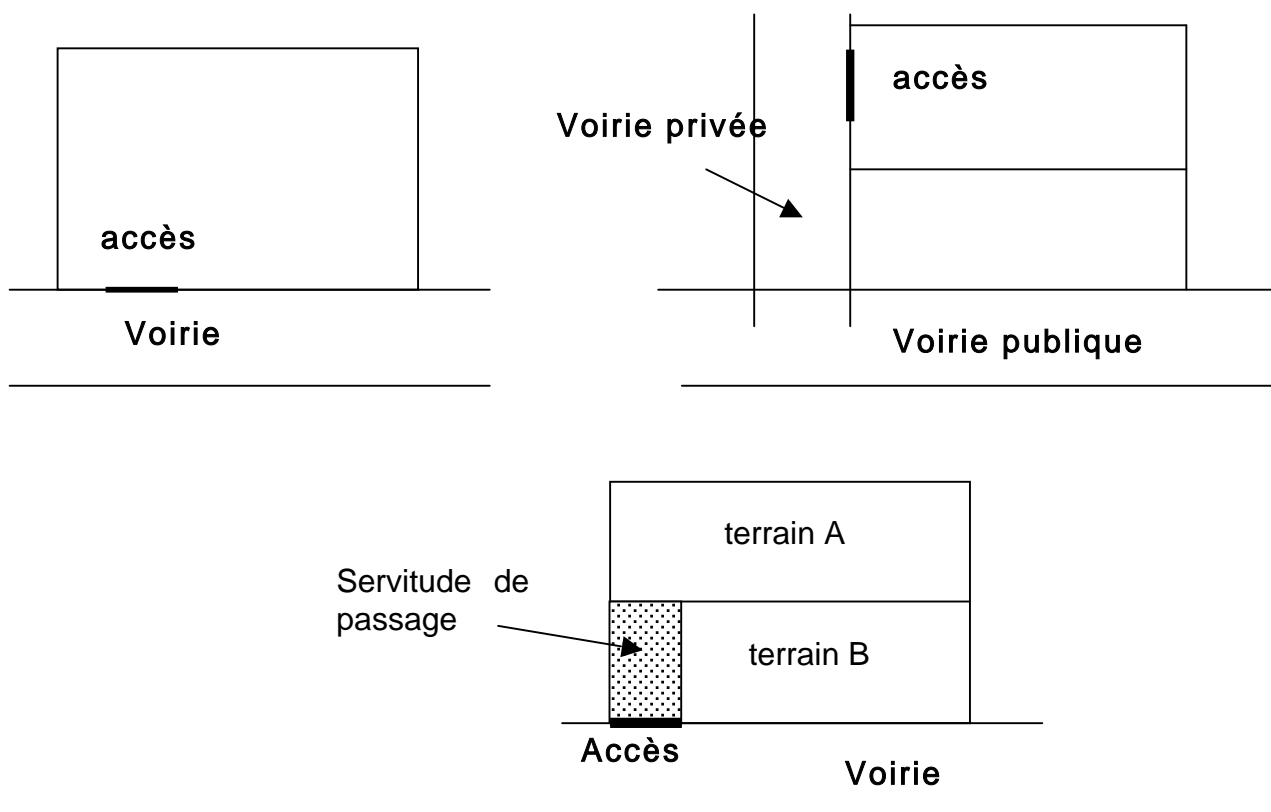 accès
Voirie
accès
Voirie privée
Voirie publique
terrain A
Servitude de
passage
terrain B
Accès
Voirie